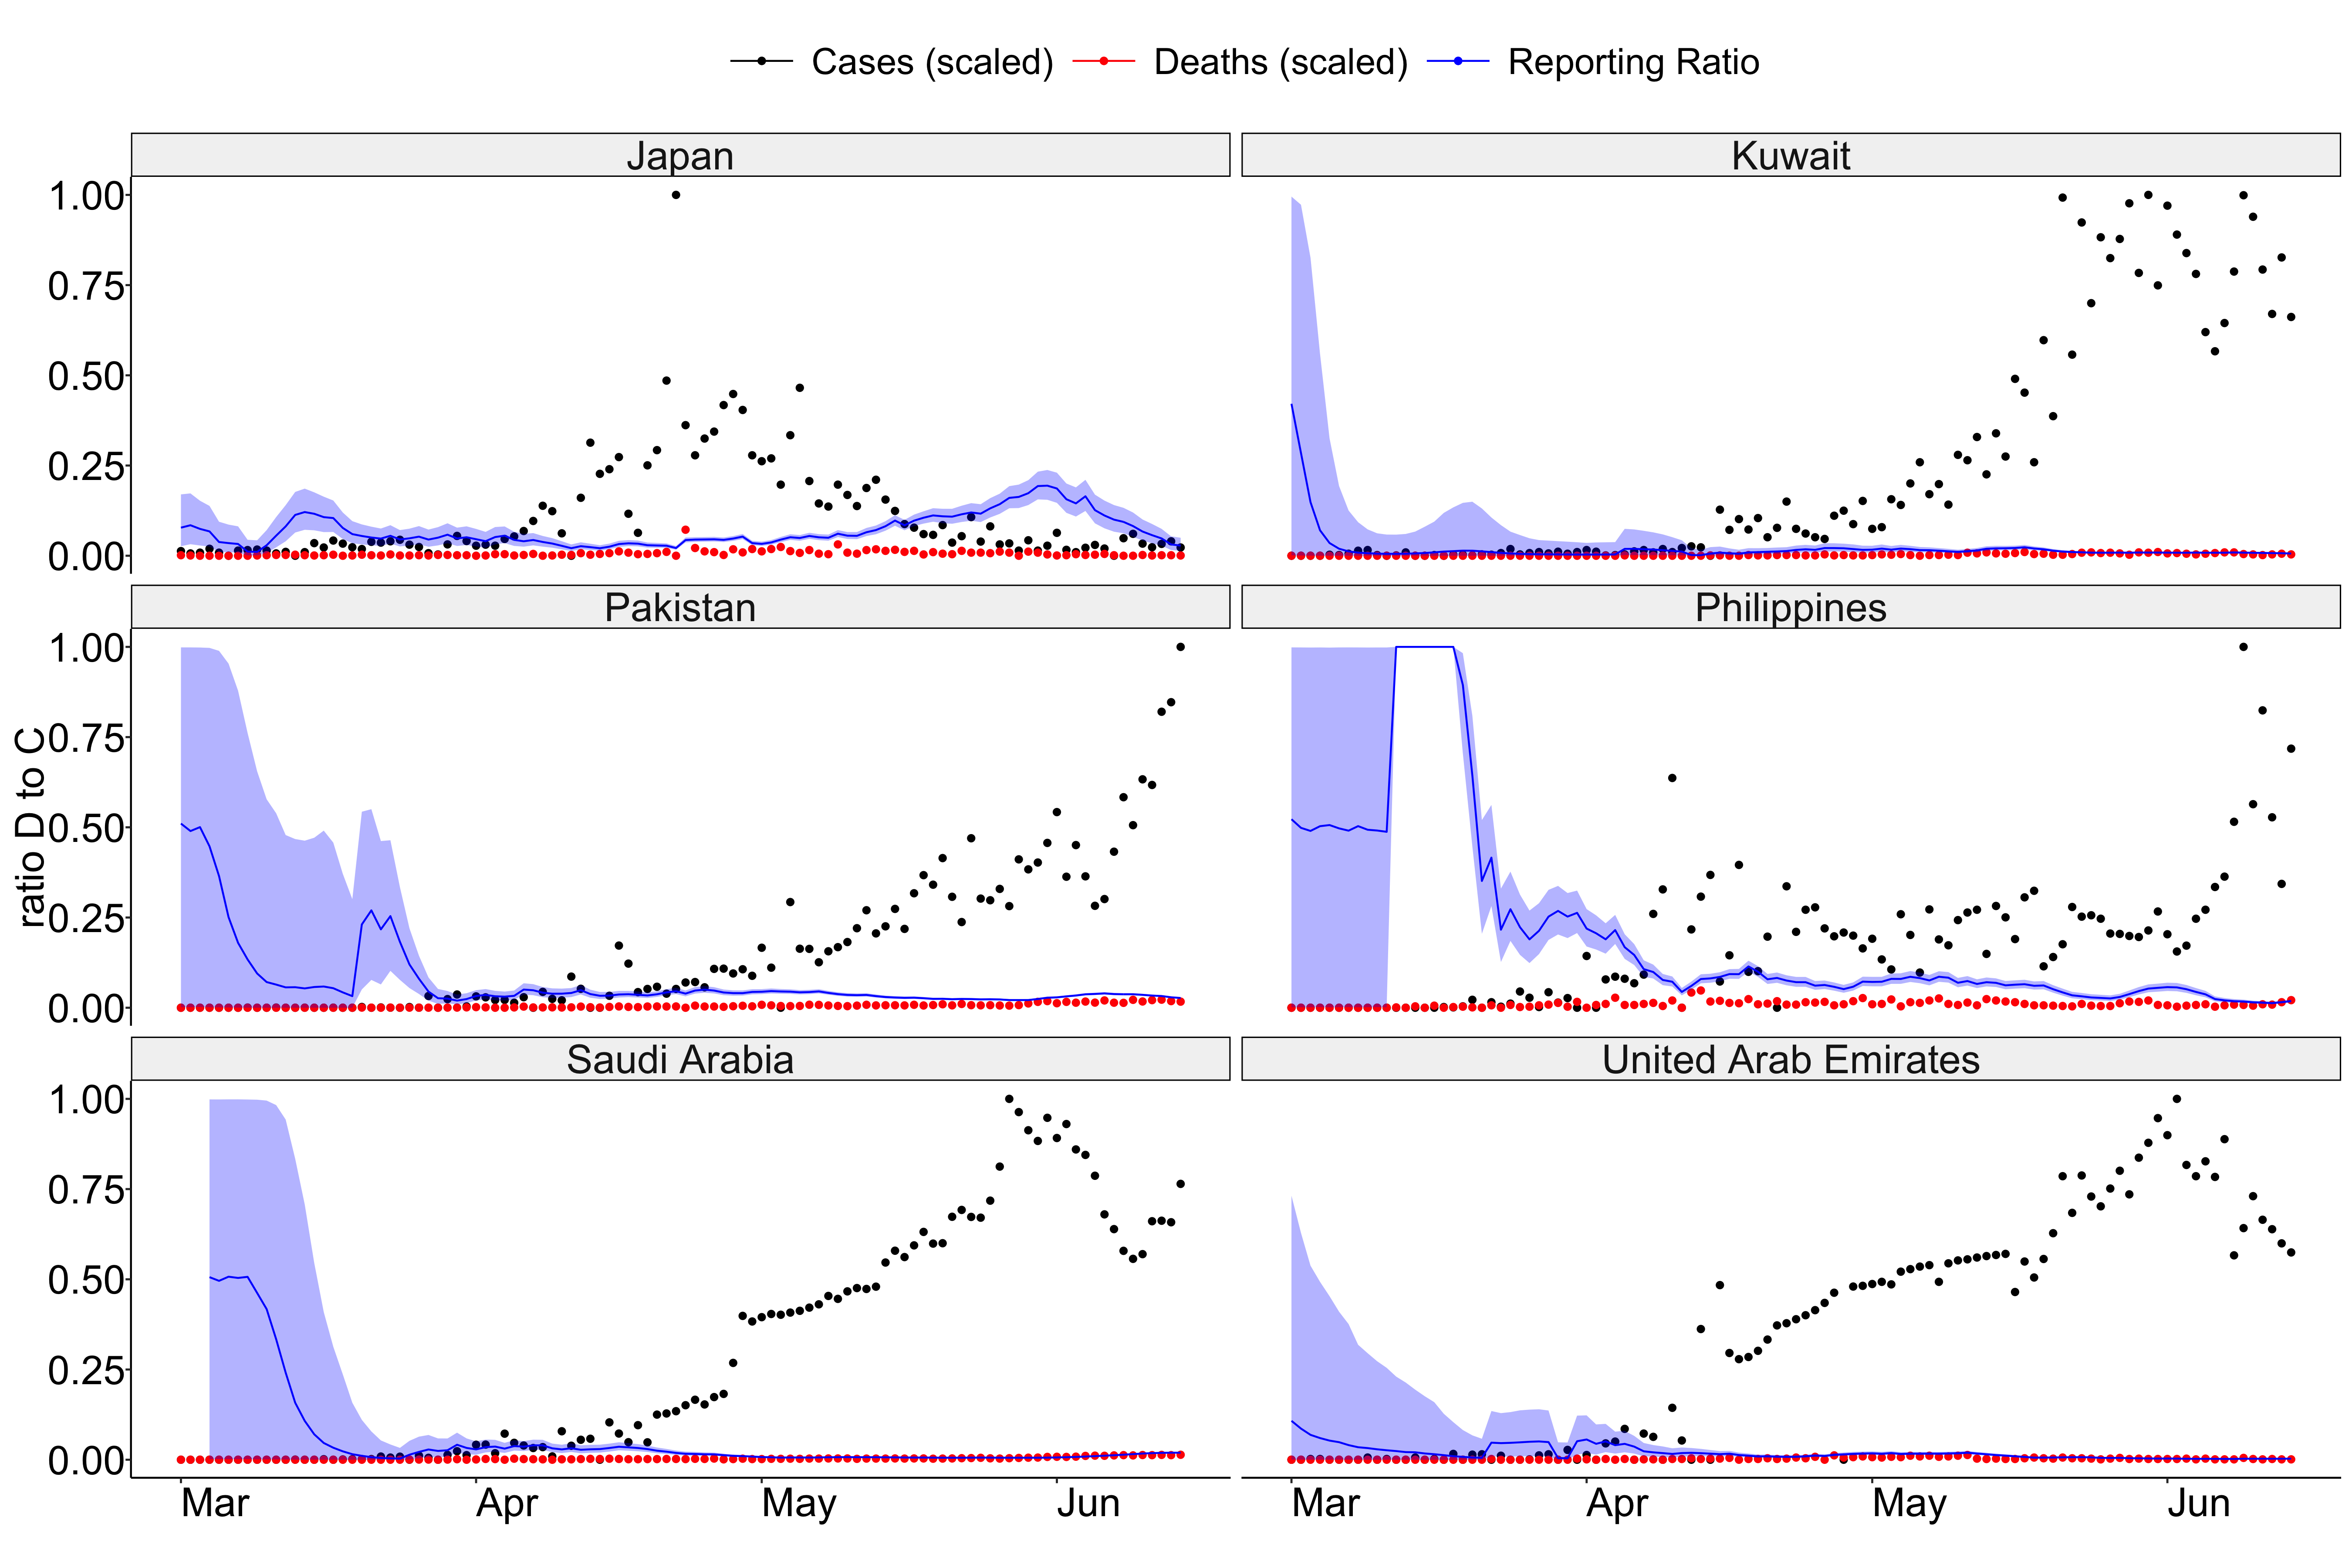 Cases (scaled) Deaths (scaled) Reporting Ratio
Japan Kuwait
1.00
0.75
0.50
0.25
0.00
Pakistan Philippines
1.00
0.75
0.50
0.25
0.00
ratio D to C
Saudi Arabia United Arab Emirates
1.00
0.75
0.50
0.25
0.00
Mar Apr May Jun Mar Apr May Jun